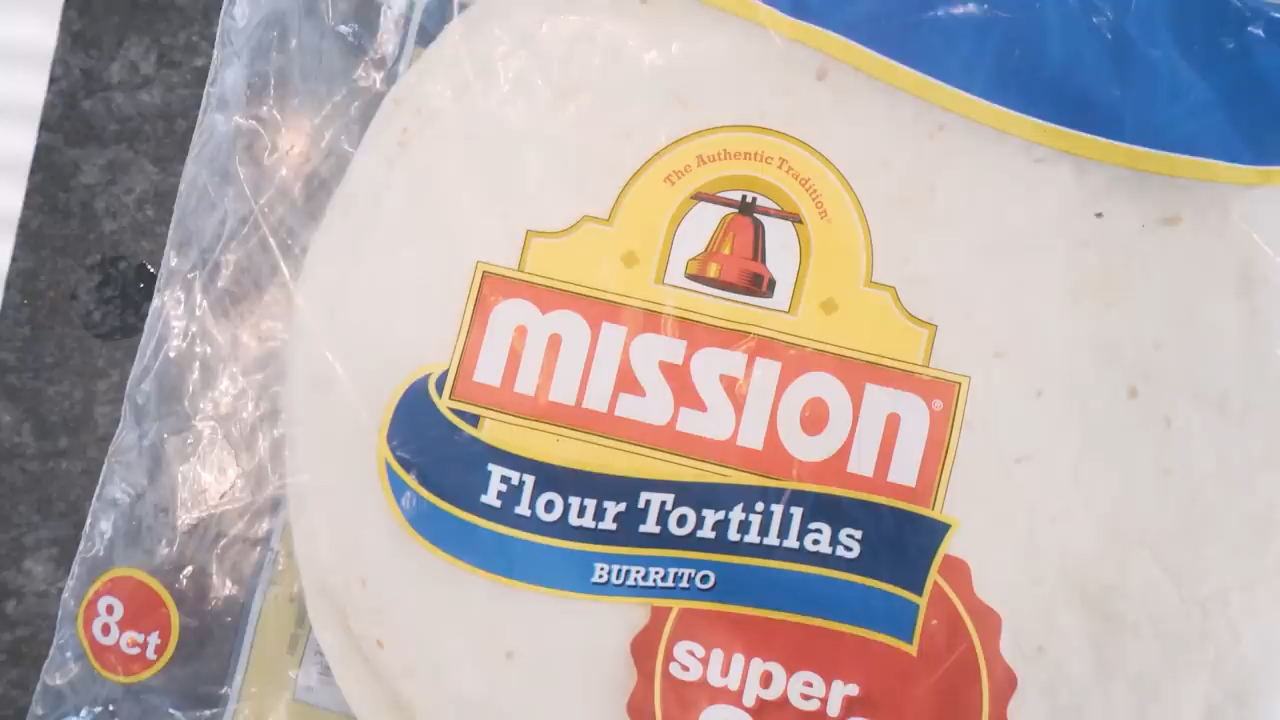 The Authentic Tradition®
MISSION®
Flour Tortillas
BURRITO
8ct
super